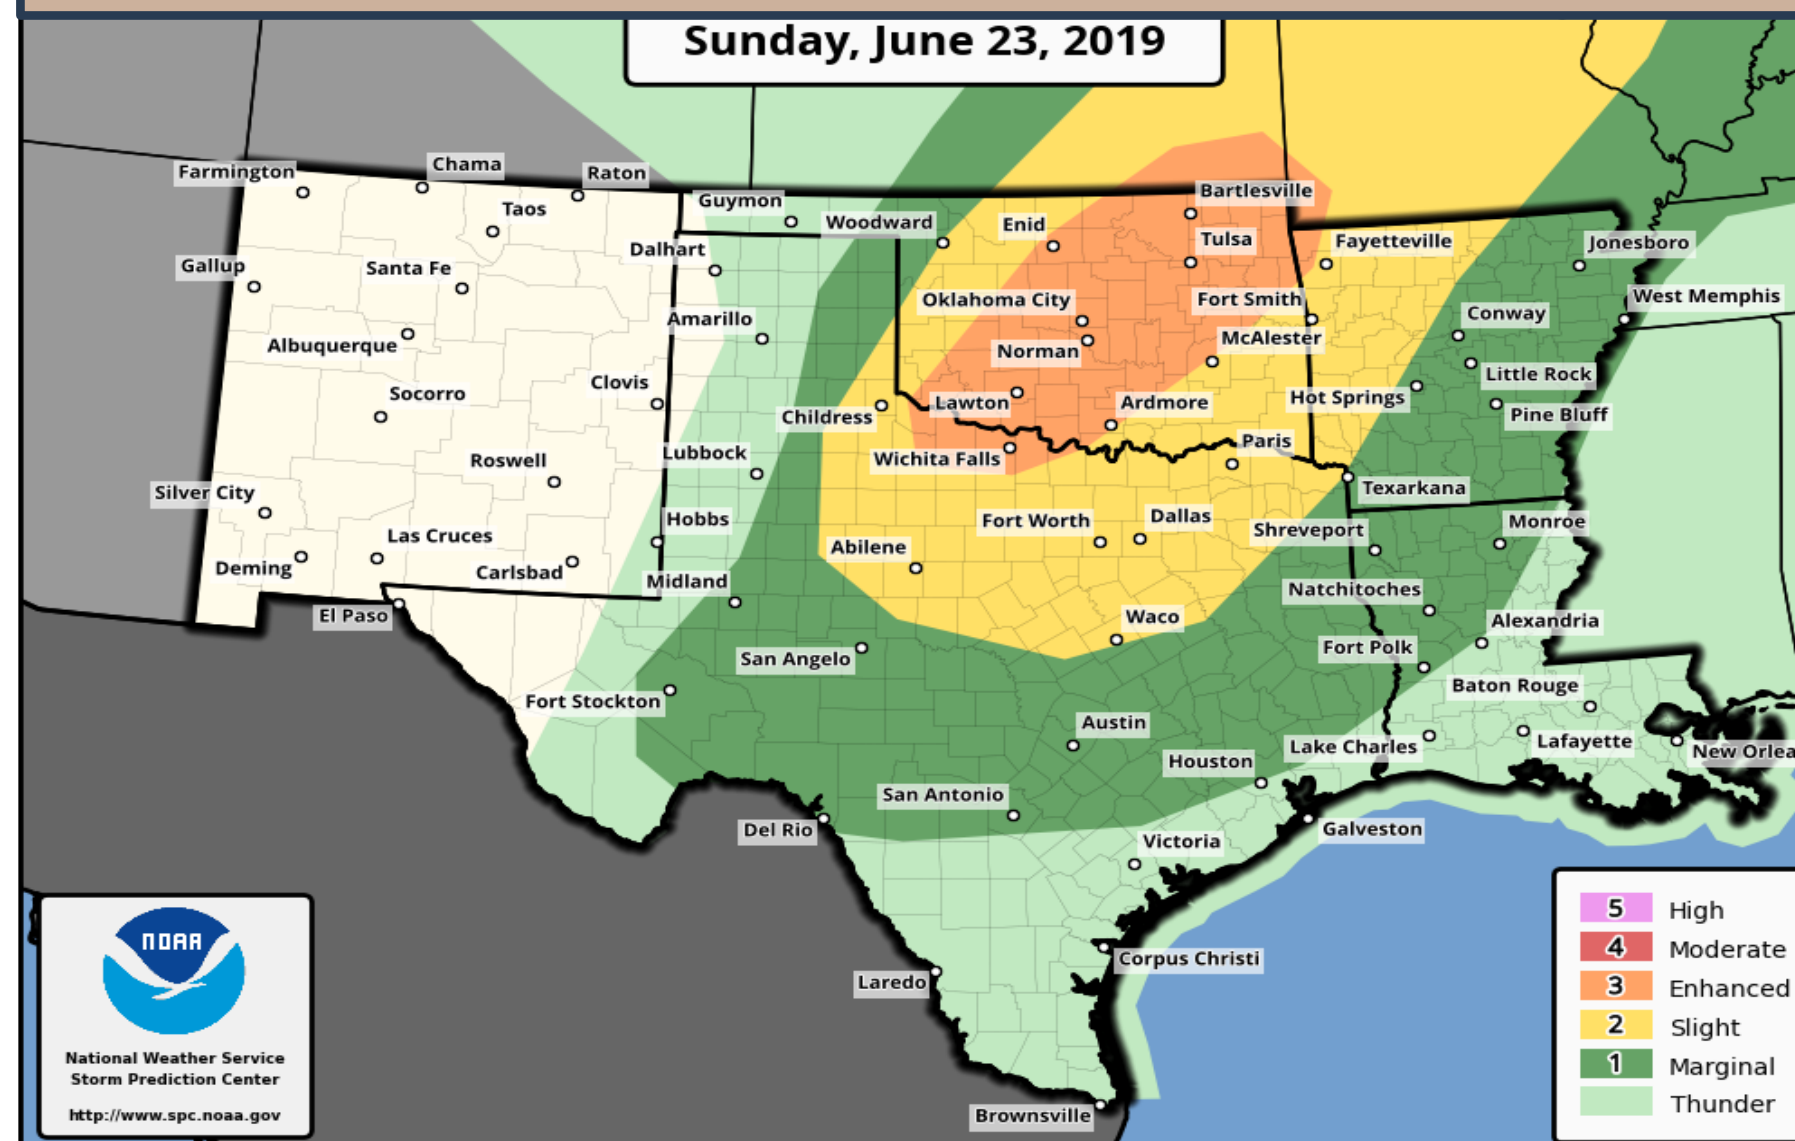 Sunday, June 23, 2019
Farmington
Chama
Raton
Taos
Guymon
Woodward
Enid
Bartlesville
Gallup
Santa Fe
Dalhart
Tulsa
Fayetteville
Jonesboro
Albuquerque
Amarillo
Oklahoma City
Fort Smith
West Memphis
Norman
McAlester
Conway
Socorro
Clovis
Childress
Lawton
Ardmore
Hot Springs
Little Rock
Pine Bluff
Roswell
Lubbock
Wichita Falls
Paris
Silver City
Hobbs
Texarkana
Las Cruces
Fort Worth
Dallas
Shreveport
Monroe
Deming
Carlsbad
Midland
Abilene
Natchitoches
El Paso
Waco
Alexandria
San Angelo
Fort Polk
Fort Stockton
Baton Rouge
Austin
Lake Charles
Lafayette
New Orlea
Houston
San Antonio
Del Rio
Galveston
Victoria
Laredo
Corpus Christi
Brownsville
NOAA
National Weather Service
Storm Prediction Center
http://www.spc.noaa.gov
5 High
4 Moderate
3 Enhanced
2 Slight
1 Marginal
Thunder